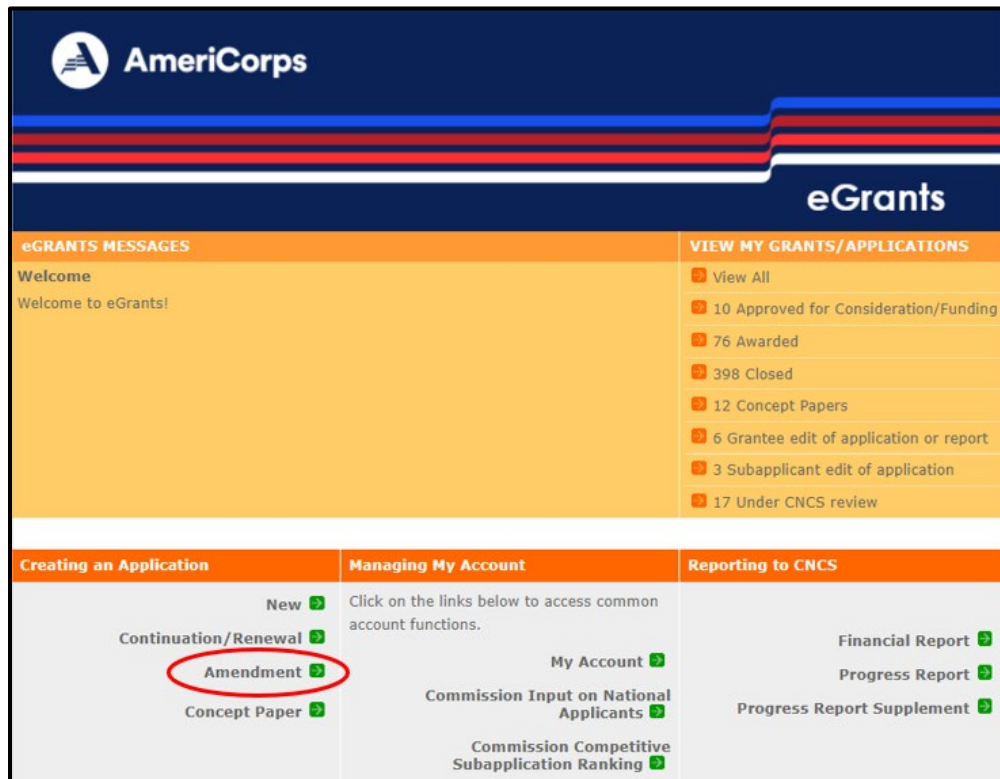 AmeriCorps
eGrants
eGRANTS MESSAGES
Welcome
Welcome to eGrants!
VIEW MY GRANTS/APPLICATIONS
View All
10 Approved for Consideration/Funding
76 Awarded
398 Closed
12 Concept Papers
6 Grantee edit of application or report
3 Subapplicant edit of application
17 Under CNCS review
Creating an Application
New
Continuation/Renewal
Amendment
Concept Paper
Managing My Account
Click on the links below to access common
account functions.
My Account
Commission Input on National
Applicants
Commission Competitive
Subapplication Ranking
Reporting to CNCS
Financial Report
Progress Report
Progress Report Supplement